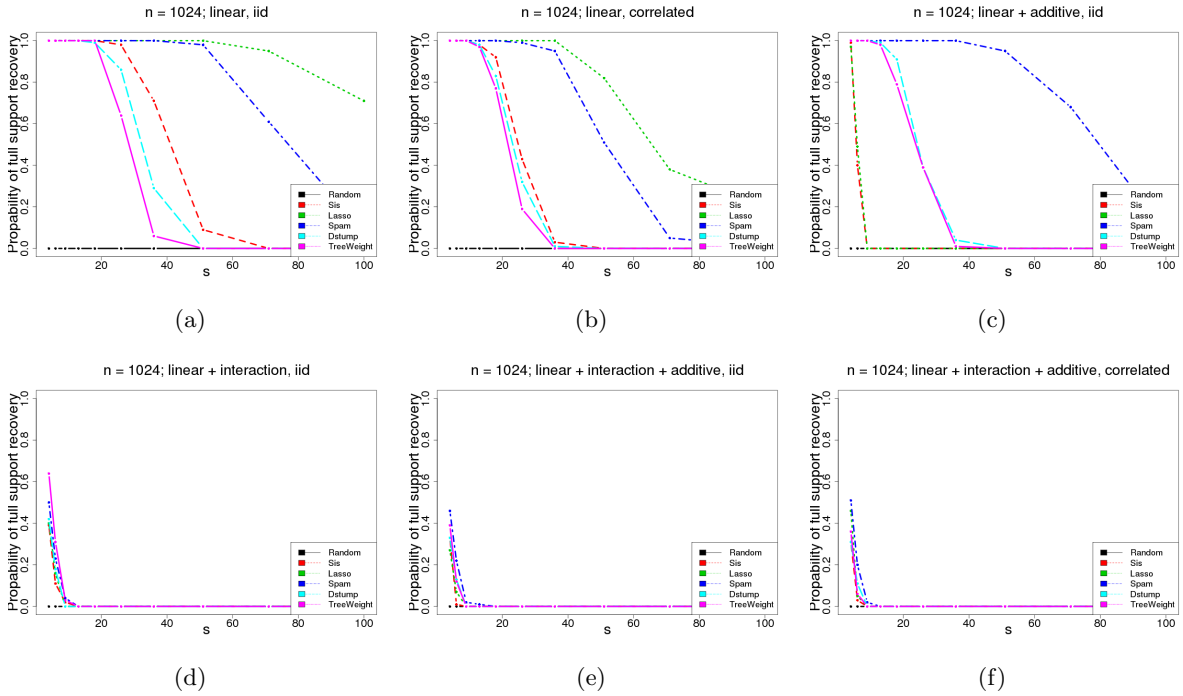 n = 1024; linear, iid
Propability of full support recovery
0.0 0.2 0.4 0.6 0.8 1.0
20 40 60 80 100
s
Random
Sis
Lasso
Spam
Dstump
TreeWeight
(a)
n = 1024; linear, correlated
Propability of full support recovery
0.0 0.2 0.4 0.6 0.8 1.0
20 40 60 80 100
s
Random
Sis
Lasso
Spam
Dstump
TreeWeight
(b)
n = 1024; linear + additive, iid
Propability of full support recovery
0.0 0.2 0.4 0.6 0.8 1.0
20 40 60 80 100
s
Random
Sis
Lasso
Spam
Dstump
TreeWeight
(c)
n = 1024; linear + interaction, iid
Propability of full support recovery
0.0 0.2 0.4 0.6 0.8 1.0
20 40 60 80 100
s
Random
Sis
Lasso
Spam
Dstump
TreeWeight
(d)
n = 1024; linear + interaction + additive, iid
Propability of full support recovery
0.0 0.2 0.4 0.6 0.8 1.0
20 40 60 80 100
s
Random
Sis
Lasso
Spam
Dstump
TreeWeight
(e)
n = 1024; linear + interaction + additive, correlated
Propability of full support recovery
0.0 0.2 0.4 0.6 0.8 1.0
20 40 60 80 100
s
Random
Sis
Lasso
Spam
Dstump
TreeWeight
(f)